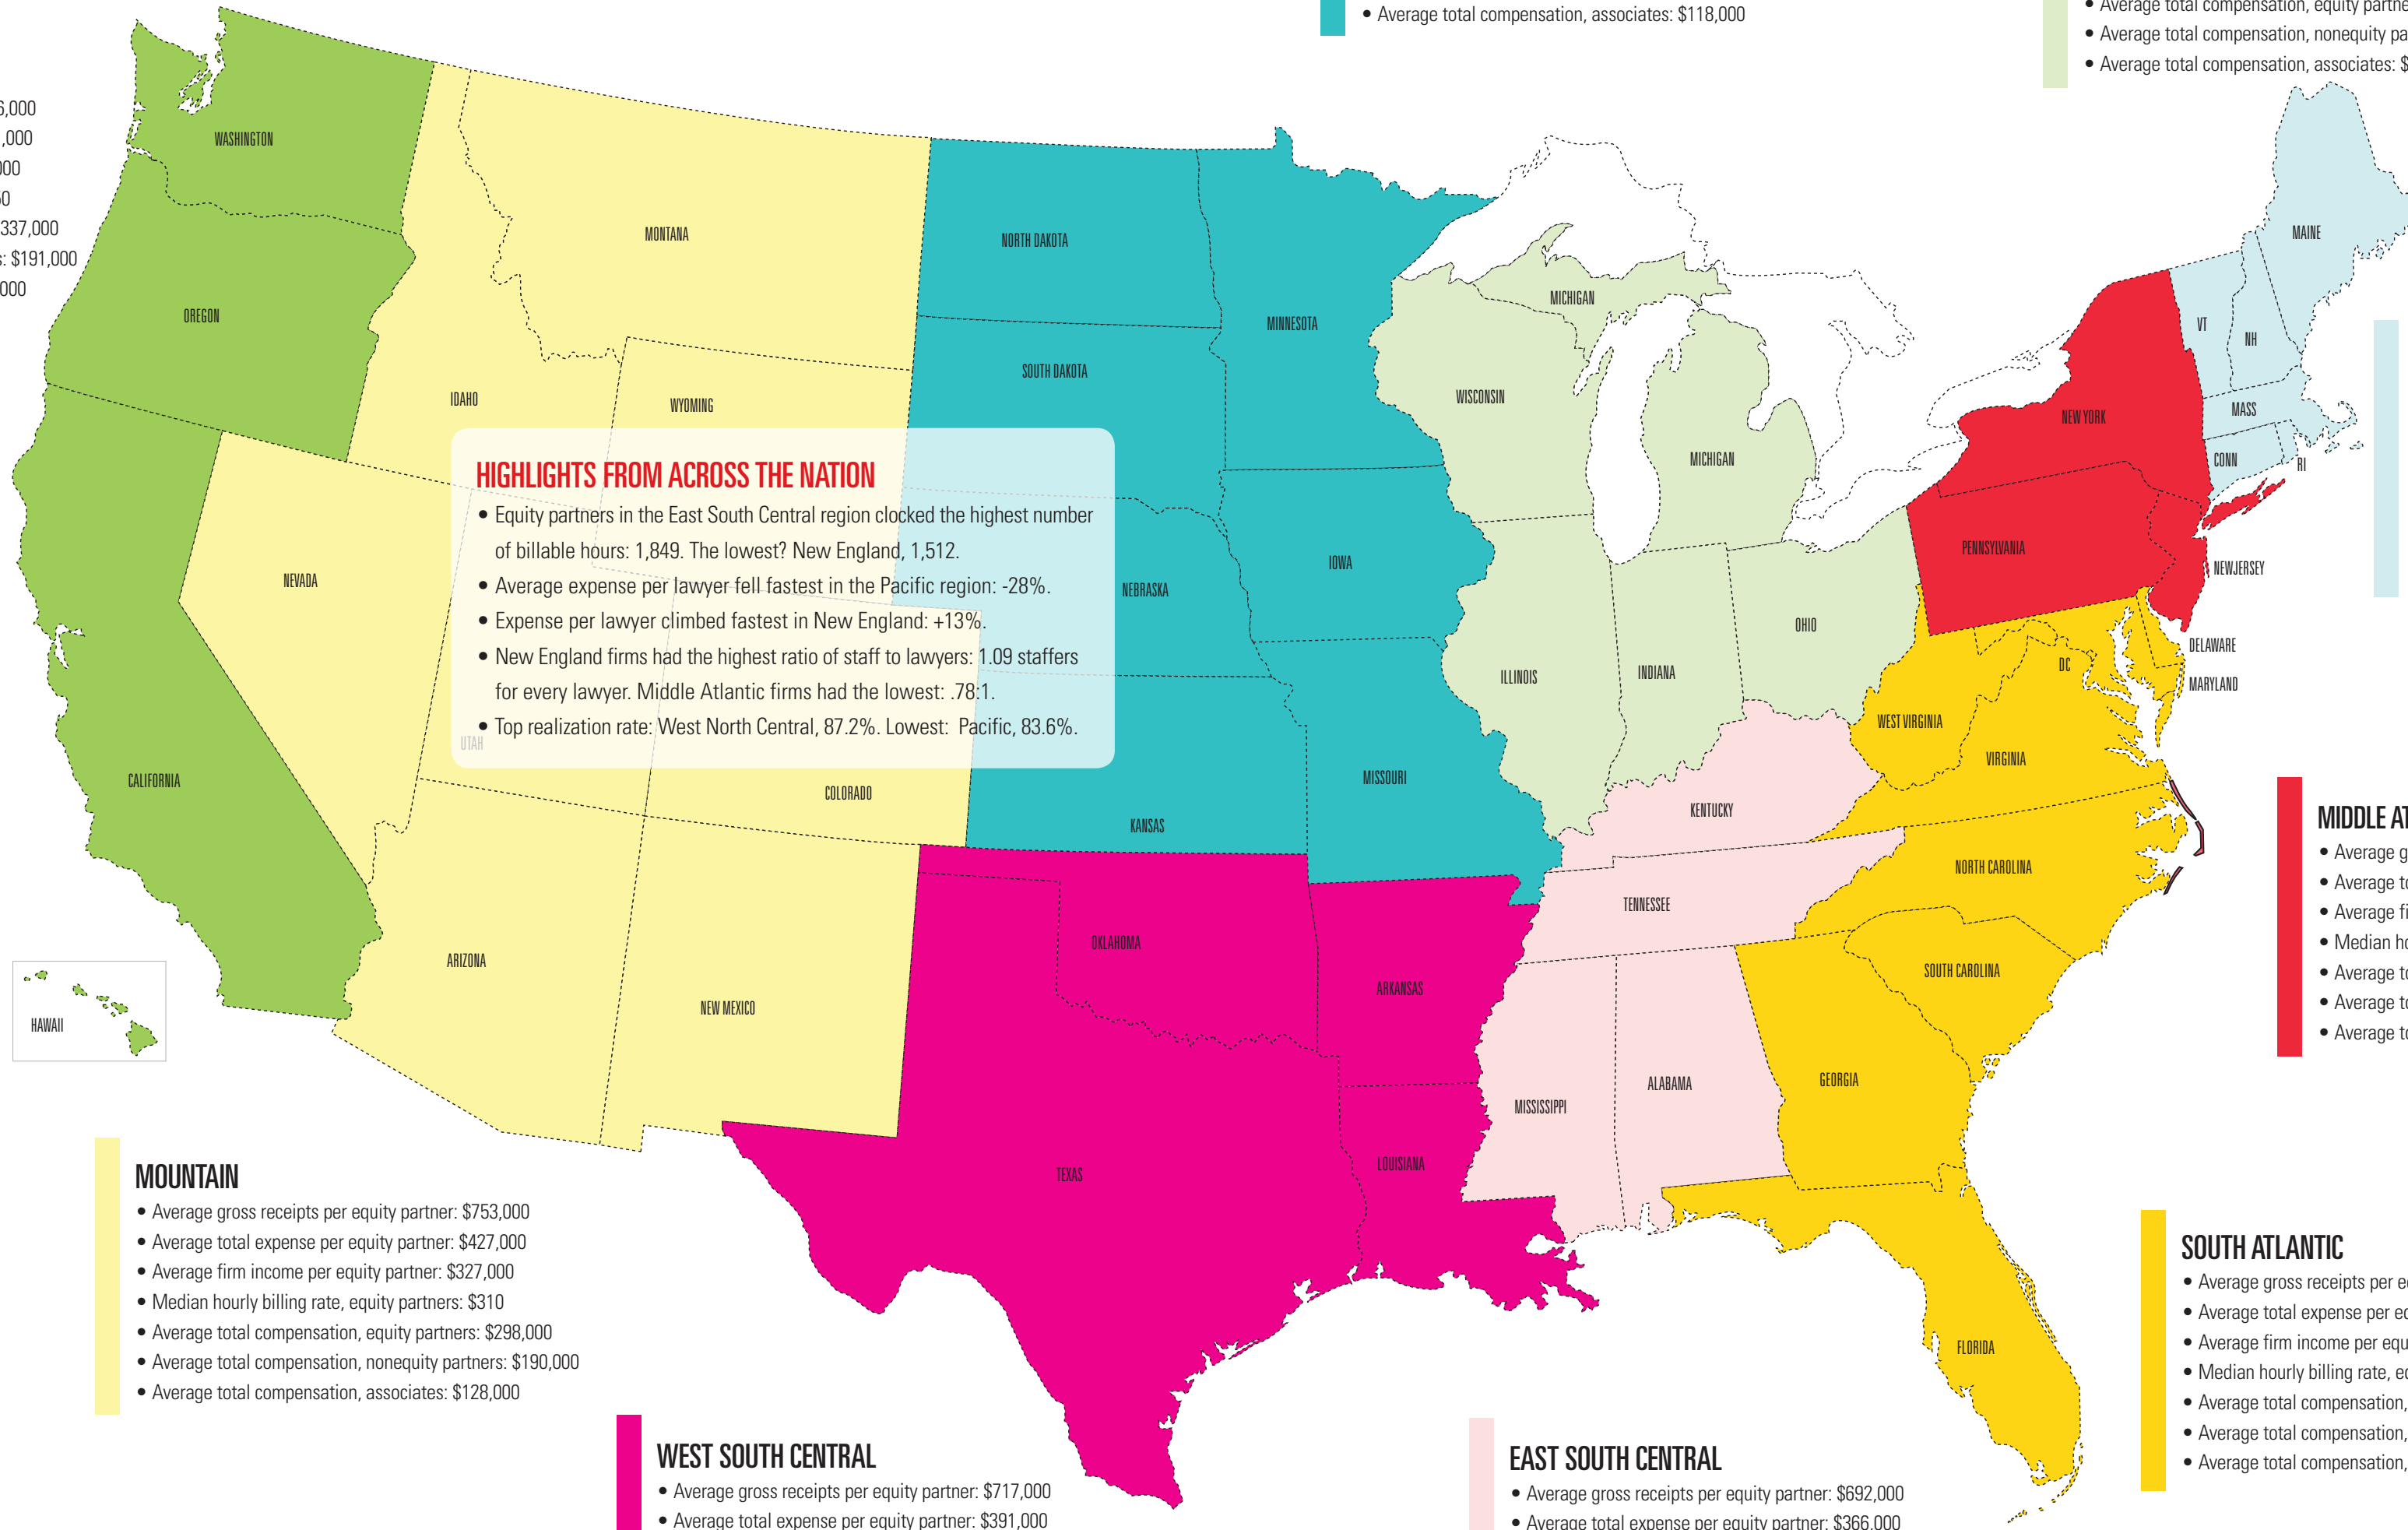 • Average total compensation, associates: $118,000
• Average total compensation, equity
• Average total compensation, nonequity
• Average total compensation, associates: $
6,000
,000
000
337,000
$191,000
000
WASHINGTON
OREGON
CALIFORNIA
NEVADA
IDAHO
MONTANA
WYOMING
UTAH
COLORADO
ARIZONA
NEW MEXICO
HAWAII
NORTH DAKOTA
SOUTH DAKOTA
NEBRASKA
KANSAS
MINNESOTA
IOWA
MISSOURI
WISCONSIN
MICHIGAN
MICHIGAN
ILLINOIS
INDIANA
OHIO
OKLAHOMA
TEXAS
ARKANSAS
LOUISIANA
KENTUCKY
TENNESSEE
MISSISSIPPI
ALABAMA
MAINE
VT
NH
MASS
CONN
RI
NEW YORK
PENNSYLVANIA
NEWJERSEY
DELAWARE
MARYLAND
DC
WEST VIRGINIA
VIRGINIA
NORTH CAROLINA
SOUTH CAROLINA
GEORGIA
FLORIDA
HIGHLIGHTS FROM ACROSS THE NATION
• Equity partners in the East South Central region clocked the highest number
of billable hours: 1,849. The lowest? New England, 1,512.
• Average expense per lawyer fell fastest in the Pacific region: -28%.
• Expense per lawyer climbed fastest in New England: +13%.
• New England firms had the highest ratio of staff to lawyers: 1.09 staffers
for every lawyer. Middle Atlantic firms had the lowest: .78:1.
• Top realization rate: West North Central, 87.2%. Lowest: Pacific, 83.6%.
MIDDLE
• Average
• Average
• Average
• Median
• Average
• Average
• Average
MOUNTAIN
• Average gross receipts per equity partner: $753,000
• Average total expense per equity partner: $427,000
• Average firm income per equity partner: $327,000
• Median hourly billing rate, equity partners: $310
• Average total compensation, equity partners: $298,000
• Average total compensation, nonequity partners: $190,000
• Average total compensation, associates: $128,000
WEST SOUTH CENTRAL
• Average gross receipts per equity partner: $717,000
• Average total expense per equity partner: $391,000
EAST SOUTH CENTRAL
• Average gross receipts per equity partner: $692,000
• Average total expense per equity partner: $366,000
SOUTH ATLANTIC
• Average gross receipts per
• Average total expense per
• Average firm income per
• Median hourly billing rate,
• Average total compensation,
• Average total compensation,
• Average total compensation,